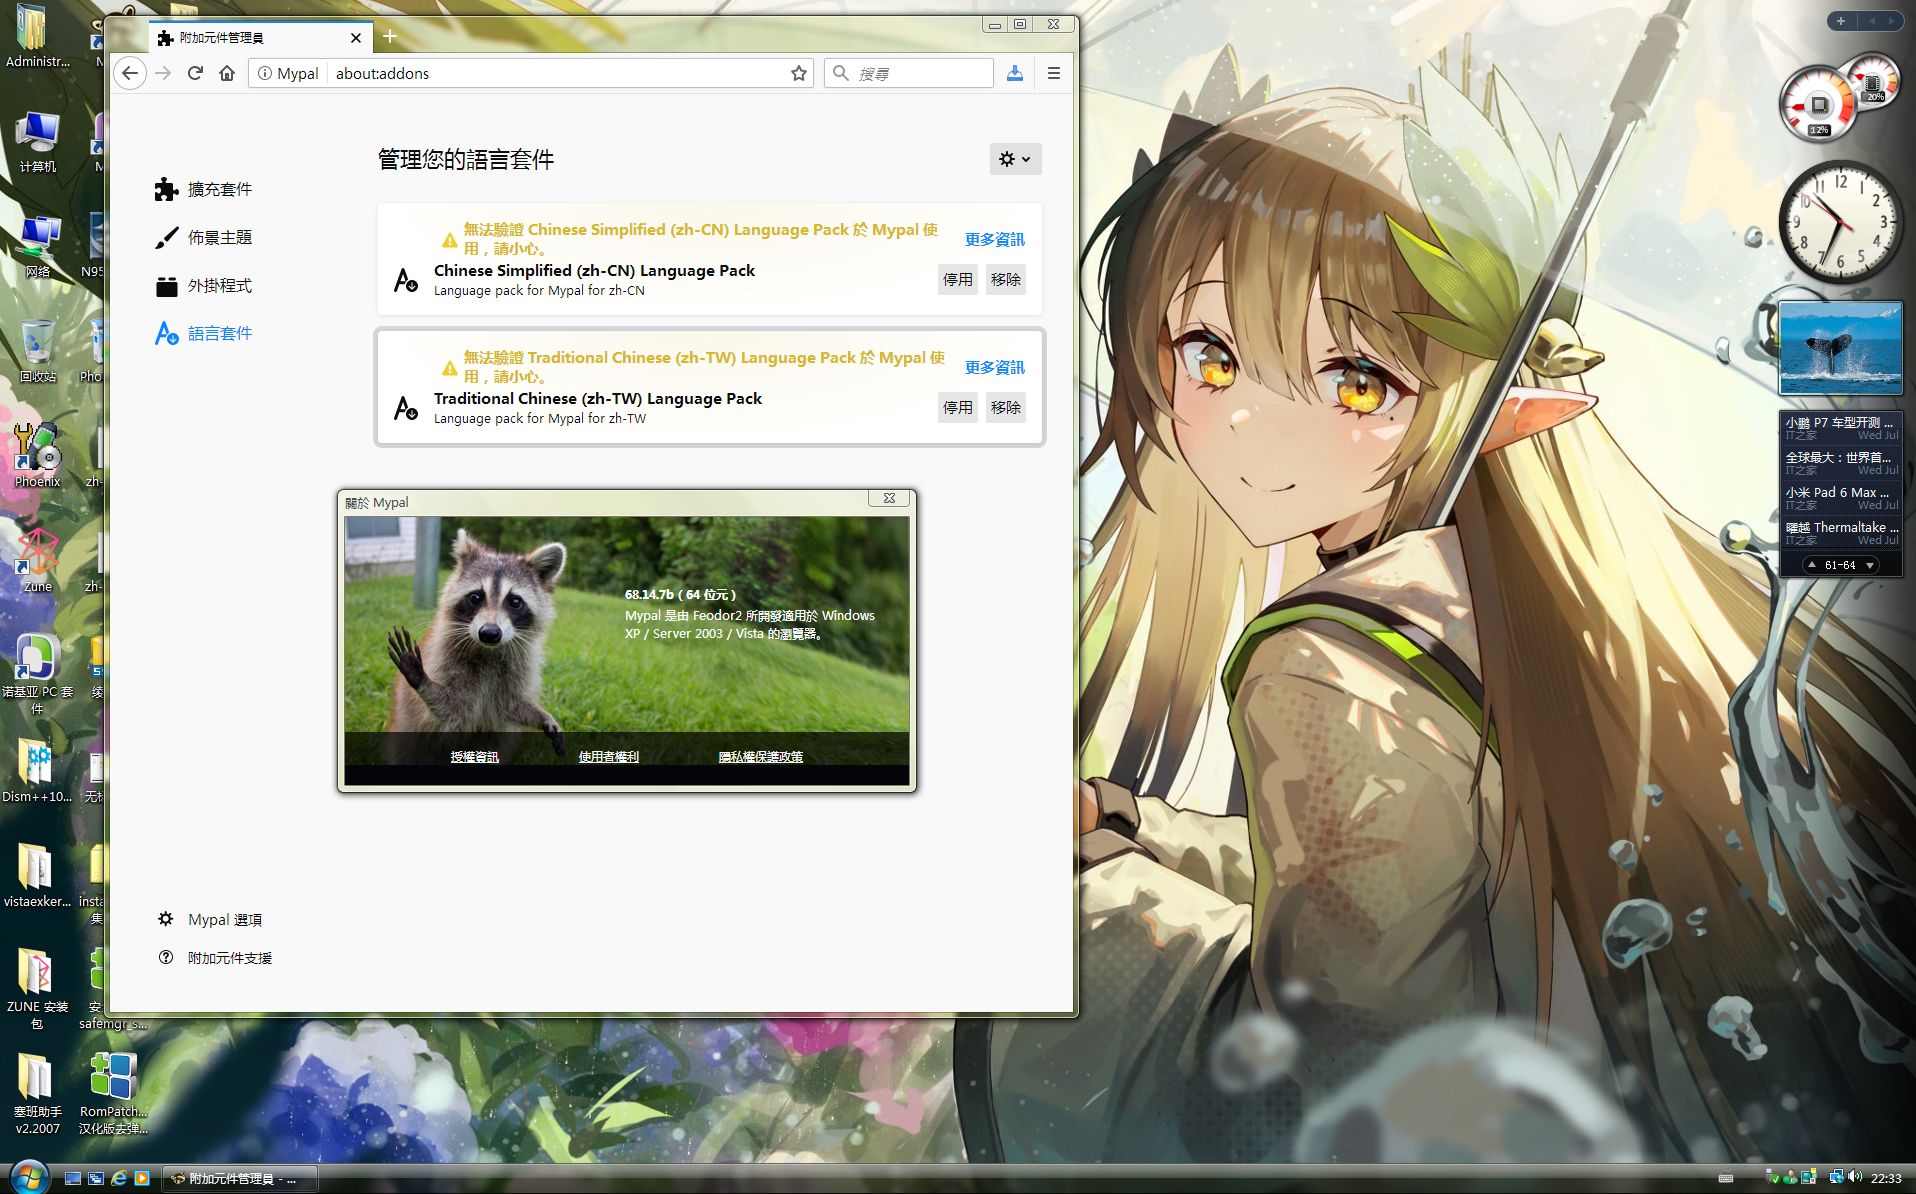 附加元件管理員
Mypal
about:addons
搜尋
管理您的語言套件
擴充套件
佈景主題
外掛程式
語言套件
無法驗證 Chinese Simplified (zh-CN) Language Pack 於 Mypal 使
用，請小心。
更多資訊
Chinese Simplified (zh-CN) Language Pack
Language pack for Mypal for zh-CN
停用
移除
無法驗證 Traditional Chinese (zh-TW) Language Pack 於 Mypal 使
用，請小心。
更多資訊
Traditional Chinese (zh-TW) Language Pack
Language pack for Mypal for zh-TW
停用
移除
關於 Mypal
68.14.7b ( 64 位元 )
Mypal 是由 Feodor2 所開發適用於 Windows
XP / Server 2003 / Vista 的瀏覽器。
授權資訊
使用者權利
隱私權保護政策
Mypal 選項
附加元件支援
Administr...
计算机
网络
N95
回收站
Pho
Phoenix
zh-
Zune
zh-
诺基亚 PC 套
件
Dism++10...
vistaexker...
insta
集
ZUNE 安装
包
安
safemgr_s...
塞班助手
v2.2007
RomPatch...
汉化版去弹...
20%
12%
12
1
2
3
4
5
6
7
8
9
10
11
小鹏 P7 车型开测 ...
IT之家
Wed Jul
全球最大：世界首...
IT之家
Wed Jul
小米 Pad 6 Max ...
IT之家
Wed Jul
曜越 Thermaltake ...
IT之家
Wed Jul
61-64
附加元件管理員 - ...
22:33